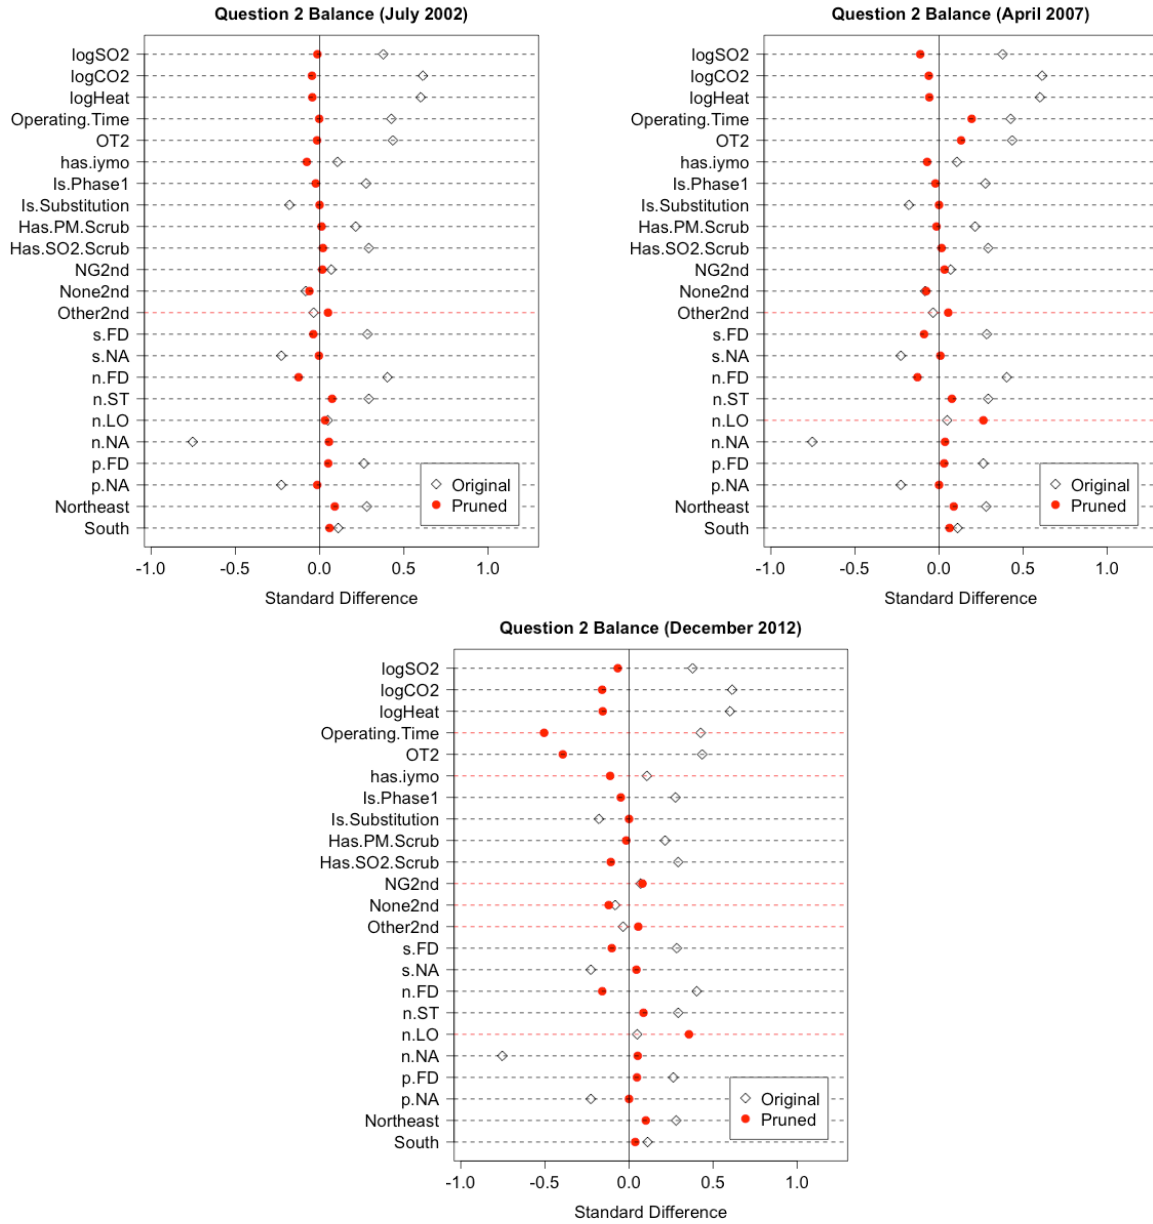 Question 2 Balance (July 2002)
logSO2
logCO2
logHeat
Operating.Time
OT2
has.iymo
Is.Phase1
Is.Substitution
Has.PM.Scrub
Has.SO2.Scrub
NG2nd
None2nd
Other2nd
s.FD
s.NA
n.FD
n.ST
n.LO
n.NA
p.FD
p.NA
Northeast
South
Original
Pruned
-1.0 -0.5 0.0 0.5 1.0
Standard Difference
Question 2 Balance (April 2007)
logSO2
logCO2
logHeat
Operating.Time
OT2
has.iymo
Is.Phase1
Is.Substitution
Has.PM.Scrub
Has.SO2.Scrub
NG2nd
None2nd
Other2nd
s.FD
s.NA
n.FD
n.ST
n.LO
n.NA
p.FD
p.NA
Northeast
South
Original
Pruned
-1.0 -0.5 0.0 0.5 1.0
Standard Difference
Question 2 Balance (December 2012)
logSO2
logCO2
logHeat
Operating.Time
OT2
has.iymo
Is.Phase1
Is.Substitution
Has.PM.Scrub
Has.SO2.Scrub
NG2nd
None2nd
Other2nd
s.FD
s.NA
n.FD
n.ST
n.LO
n.NA
p.FD
p.NA
Northeast
South
Original
Pruned
-1.0 -0.5 0.0 0.5 1.0
Standard Difference